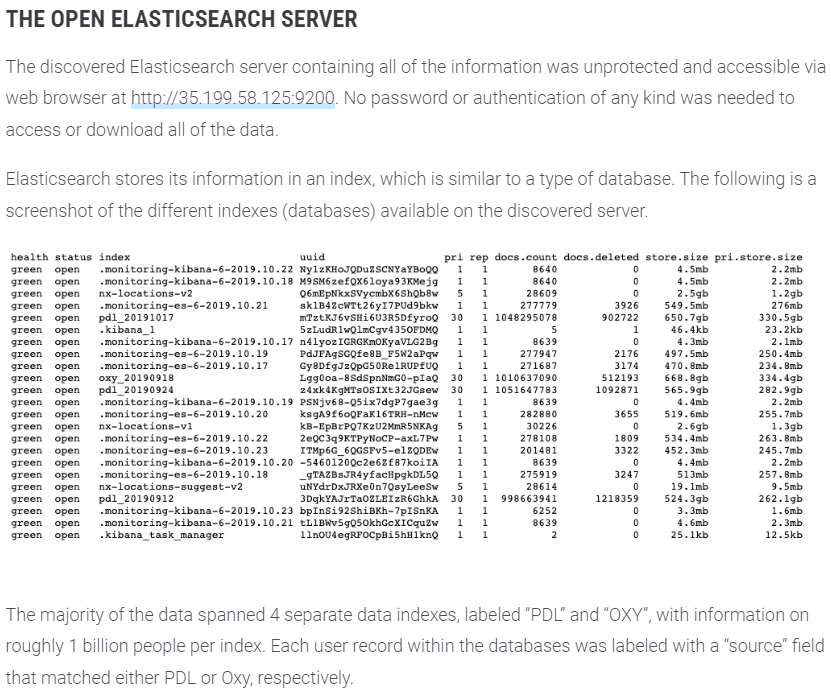 THE OPEN ELASTICSEARCH SERVER
The discovered Elasticsearch server containing all of the information was unprotected and accessible via
web browser at http://35.199.58.125:9200. No password or authentication of any kind was needed to
access or download all of the data.
Elasticsearch stores its information in an index, which is similar to a type of database. The following is a
screenshot of the different indexes (databases) available on the discovered server.
health status index uuid pri rep docs.count docs.deleted store.size pri.store.size
green open .monitoring-kibana-6-2019.10.22 NylzKHoJQDuZSCNYaYBoQQ 1 1 8640 0 4.5mb 2.2mb
green open .monitoring-kibana-6-2019.10.18 M9SM6zefQX6loya93KMejg 1 1 8640 0 4.5mb 2.2mb
green open nx-locations-v2 Q6mEpNkxSVycmbX6ShQb8w 5 1 28609 0 2.5gb 1.2gb
green open .monitoring-es-6-2019.10.21 sklB4ZcWTt26yI7PUd9bkw 1 1 277779 3926 549.5mb 276mb
green open pdl_20191017 mTztKJ6vSHi6U3R5DfyroQ 30 1 1048295078 902722 650.7gb 330.5gb
green open .kibana_1 5zLudRlwQlmCgv435OFDMQ 1 1 5 1 46.4kb 23.2kb
green open .monitoring-kibana-6-2019.10.17 n4lyozIGRGKmOKyaVLG2Bg 1 1 8639 0 4.3mb 2.1mb
green open .monitoring-es-6-2019.10.19 PdJFAgSGQfe8B_F5W2aPqw 1 1 277947 2176 497.5mb 250.4mb
green open .monitoring-es-6-2019.10.17 Gy8DfgJzQpG50RelRUPfUQ 1 1 271687 3174 470.8mb 234.8mb
green open oxy_20190918 Lgg0oa-8SdSpnNmG0-pIaQ 30 1 1010637090 512193 668.8gb 334.4gb
green open pdl_20190924 z4xk4KgMTsOSIXt32JGsew 30 1 1051647783 1092871 565.9gb 282.9gb
green open .monitoring-kibana-6-2019.10.19 PSNjv68-Q5ix7dgP7gae3g 1 1 8639 0 4.4mb 2.2mb
green open .monitoring-es-6-2019.10.20 ksgA9f6oQFaK16TRH-nMcw 1 1 282880 3655 519.6mb 255.7mb
green open nx-locations-v1 kB-EpBrPQ7KzU2MmR5NKAg 5 1 30226 0 2.6gb 1.3gb
green open .monitoring-es-6-2019.10.22 2eQC3q9KTPyNoCP-axL7Pw 1 1 278108 1809 534.4mb 263.8mb
green open .monitoring-es-6-2019.10.23 ITMp6G_6QGSFv5-elZQDEw 1 1 201481 3322 452.3mb 245.7mb
green open .monitoring-kibana-6-2019.10.20 -5460120Qc2e6Zf87koiIA 1 1 8639 0 4.4mb 2.2mb
green open .monitoring-es-6-2019.10.18 _gTAZBsJR4yfacHpgkDL5Q 1 1 275919 3247 513mb 257.8mb
green open nx-locations-suggest-v2 uNYdrDxJRXe0n7QsyLeeSw 5 1 28614 0 19.1mb 9.5mb
green open pdl_20190912 3DqkYAJrTaOZLEIzR6GhkA 30 1 998663941 1218359 524.3gb 262.1gb
green open .monitoring-kibana-6-2019.10.23 bpInSi92ShiBKh-7pISnKA 1 1 6252 0 3.3mb 1.6mb
green open .monitoring-kibana-6-2019.10.21 tLlBWv5gQ5OkhGcXICquZw 1 1 8639 0 4.6mb 2.3mb
green open .kibana_task_manager 1lnOU4egRFOCpBi5hHlknQ 1 1 2 0 25.1kb 12.5kb
The majority of the data spanned 4 separate data indexes, labeled “PDL” and “OXY”, with information on
roughly 1 billion people per index. Each user record within the databases was labeled with a “source” field
that matched either PDL or Oxy, respectively.